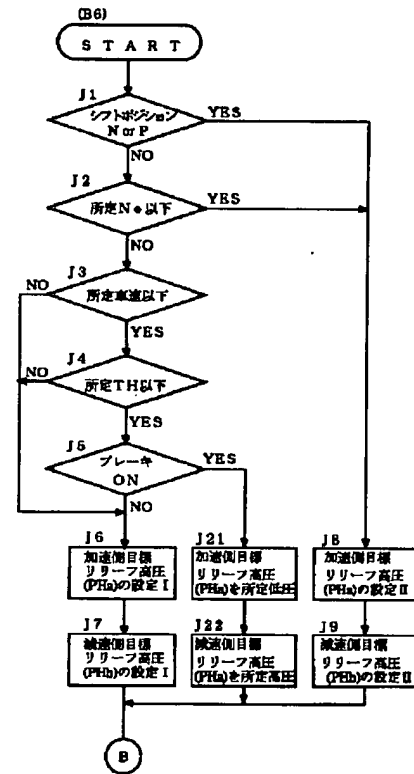 (B6)
START
J1
シフトポジション
N or P
YES
NO
J2
所定Ne以下
YES
NO
J3
NO
所定車速以下
YES
J4
NO
所定TH以下
YES
J5
ブレーキ
ON
YES
NO
J6
加速側目標
リリーフ高圧
(PHa)の設定Ⅰ
J21
加速側目標
リリーフ高圧
(PHa)を所定低圧
J8
加速側目標
リリーフ高圧
(PHa)の設定Ⅱ
J7
減速側目標
リリーフ高圧
(PHb)の設定Ⅰ
J22
減速側目標
リリーフ高圧
(PHa)を所定高圧
J9
減速側目標
リリーフ高圧
(PHb)の設定Ⅱ
B